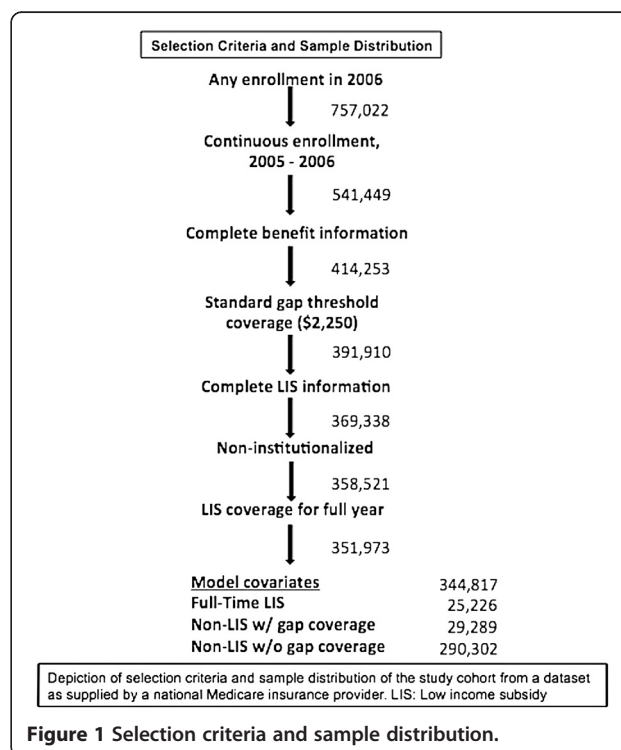 Selection Criteria and Sample Distribution
Any enrollment in 2006
757,022
Continuous enrollment,
2005 - 2006
541,449
Complete benefit information
414,253
Standard gap threshold
coverage ($2,250)
391,910
Complete LIS information
369,338
Non-institutionalized
358,521
LIS coverage for full year
351,973
Model covariates 344,817
Full-Time LIS 25,226
Non-LIS w/ gap coverage 29,289
Non-LIS w/o gap coverage 290,302
Depiction of selection criteria and sample distribution of the study cohort from a dataset
as supplied by a national Medicare insurance provider. LIS: Low income subsidy
Figure 1 Selection criteria and sample distribution.